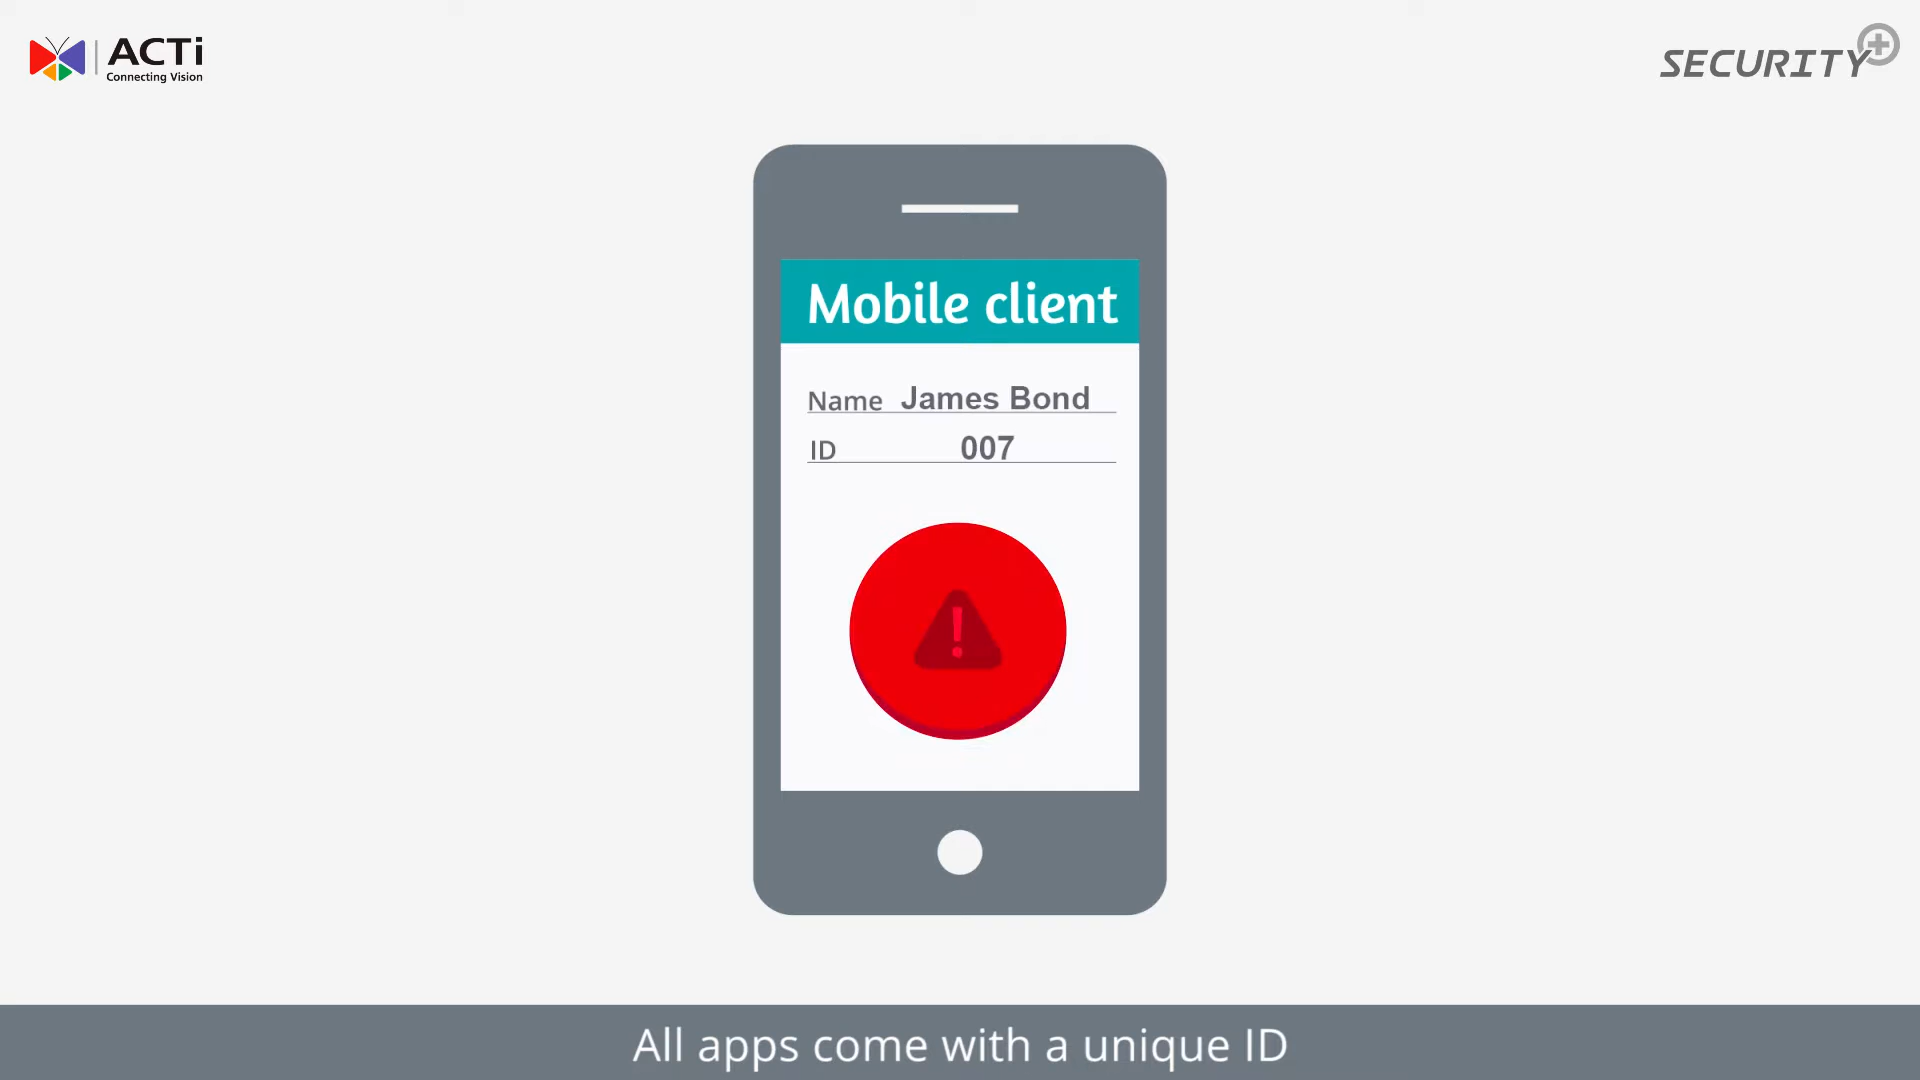 ACTi
Connecting Vision
SECURITY
Mobile client
Name James Bond
ID 007
!
All apps come with a unique ID